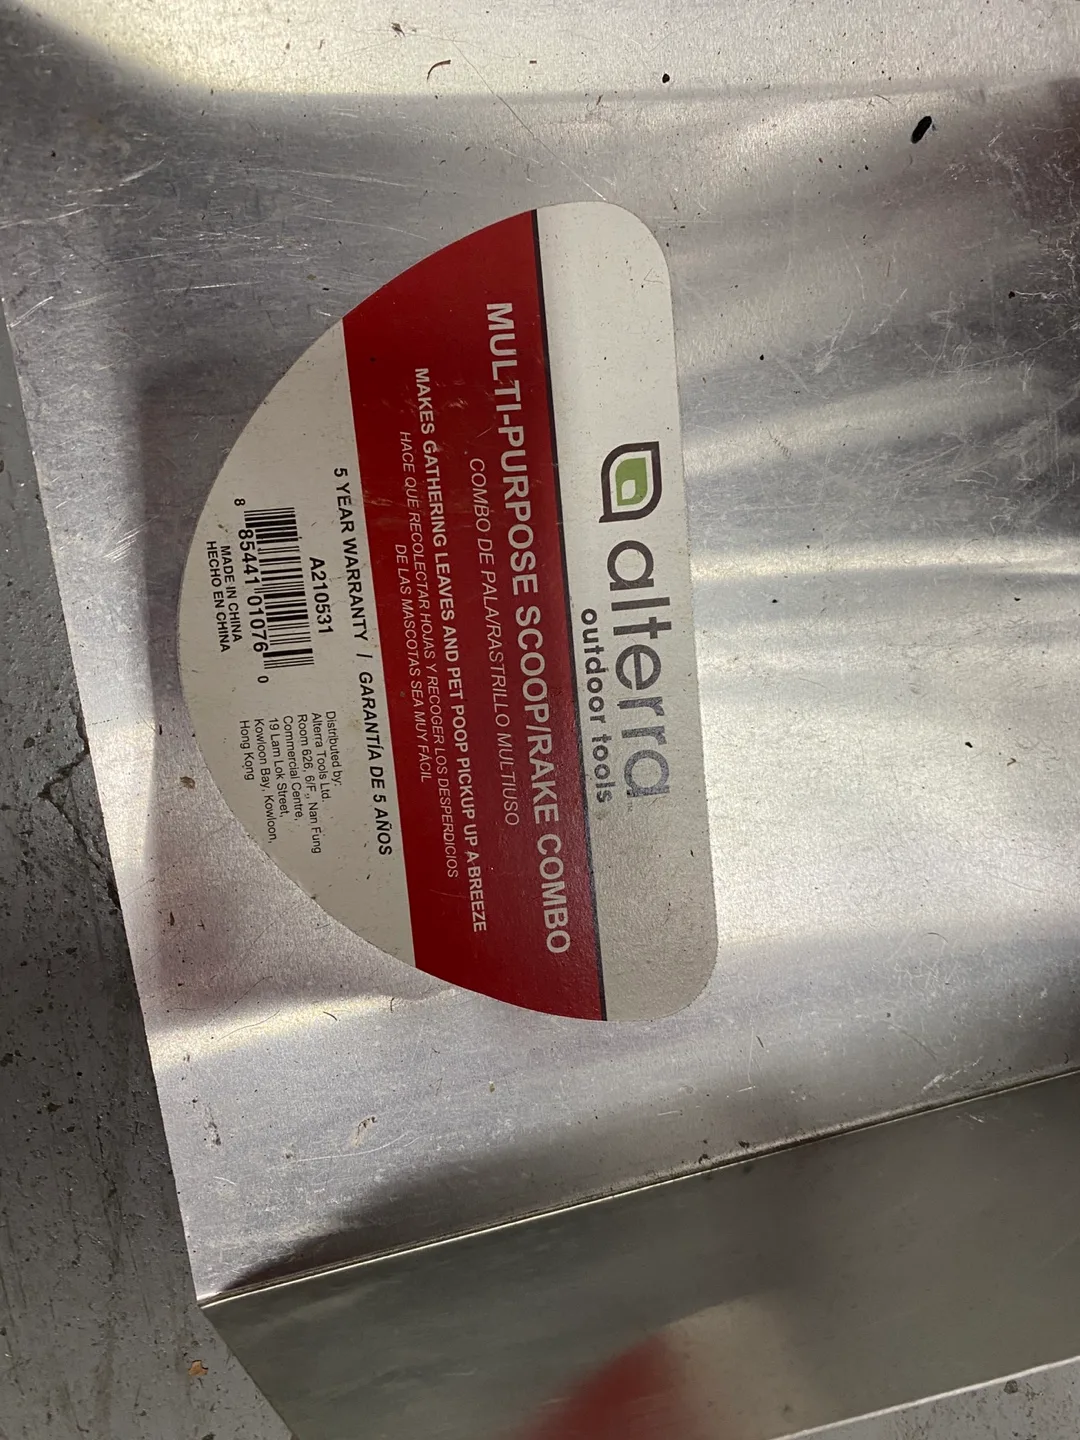 alterra
outdoor tools
MULTI-PURPOSE SCOOP/RAKE COMBO
COMBO DE PALA/RASTRILLO MULTIUSO
MAKES GATHERING LEAVES AND PET POOP PICKUP UP A BREEZE
HACE QUE RECOLECTAR HOJAS Y RECOGER LOS DESPERDICIOS
DE LAS MASCOTAS SEA MUY FÁCIL
5 YEAR WARRANTY / GARANTÍA DE 5 AÑOS
A210531
8 85441 01076 0
MADE IN CHINA
HECHO EN CHINA
Distributed by:
Alterra Tools Ltd.
Room 626, 6/F., Nan Fung
Commercial Centre,
19 Lam Lok Street,
Kowloon Bay, Kowloon,
Hong Kong